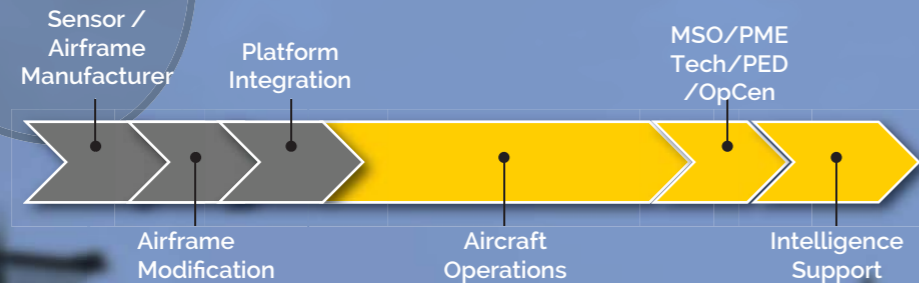 Sensor /
Airframe
Manufacturer
Platform
Integration
MSO/PME
Tech/PED
/OpCen
Airframe
Modification
Aircraft
Operations
Intelligence
Support